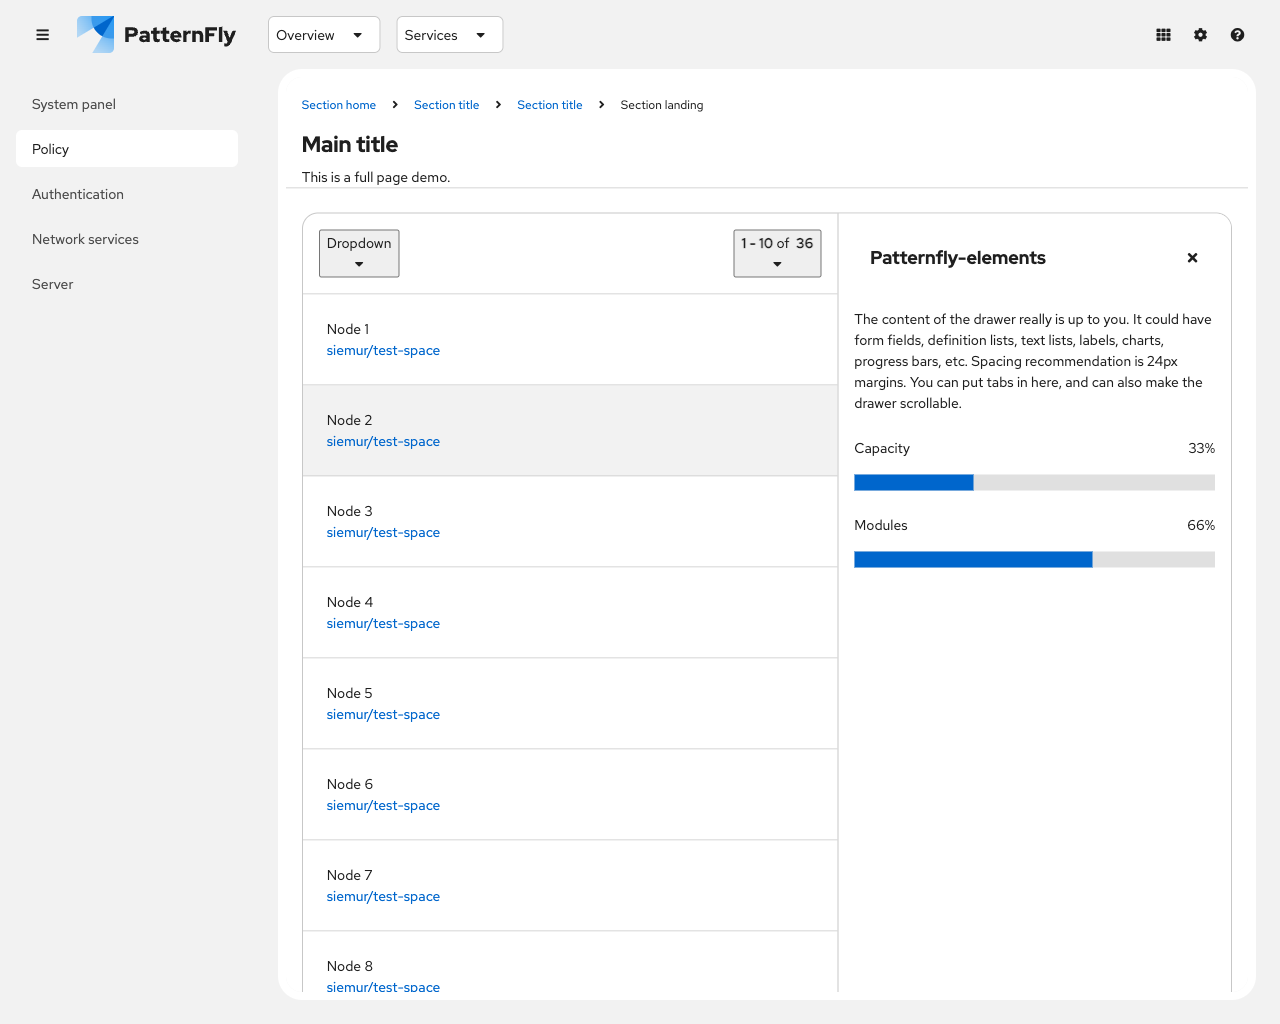 PatternFly
Overview
Services
System panel
Policy
Authentication
Network services
Server
Section home
Section title
Section title
Section landing
Main title
This is a full page demo.
Dropdown
1 - 10 of 36
Node 1
siemur/test-space
Node 2
siemur/test-space
Node 3
siemur/test-space
Node 4
siemur/test-space
Node 5
siemur/test-space
Node 6
siemur/test-space
Node 7
siemur/test-space
Node 8
siemur/test-space
Patternfly-elements
The content of the drawer really is up to you. It could have
form fields, definition lists, text lists, labels, charts,
progress bars, etc. Spacing recommendation is 24px
margins. You can put tabs in here, and can also make the
drawer scrollable.
Capacity 33%
Modules 66%